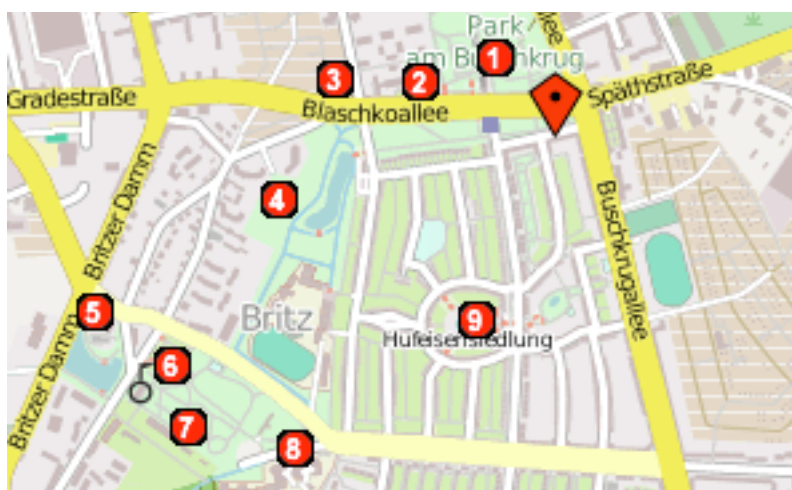 Park
am Buschkrug
allee
1
2
3
Gradestraße
Blaschkoallee
Späthstraße
4
Britzer Damm
Buschkrugallee
5
Britz
9
Hufeisensiedlung
6
Britzer Damm
7
8